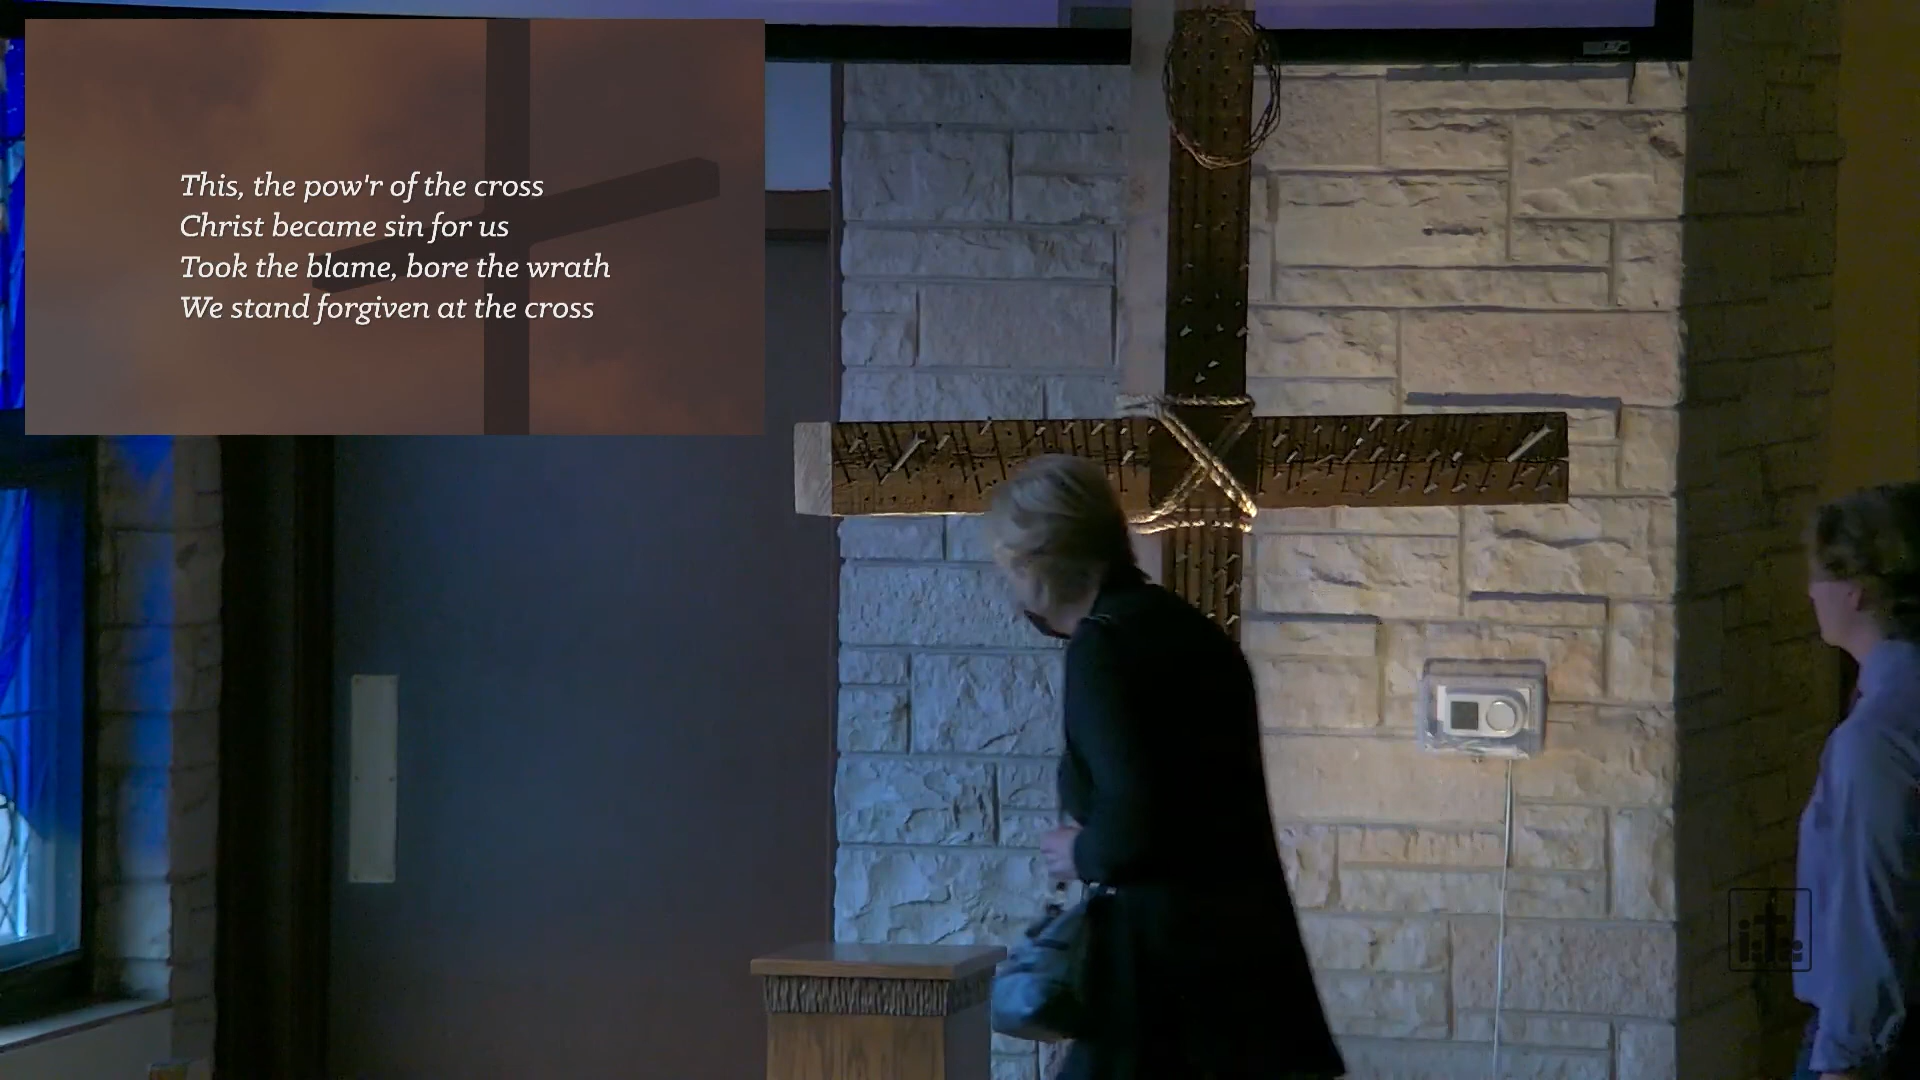 This, the pow'r of the cross
Christ became sin for us
Took the blame, bore the wrath
We stand forgiven at the cross